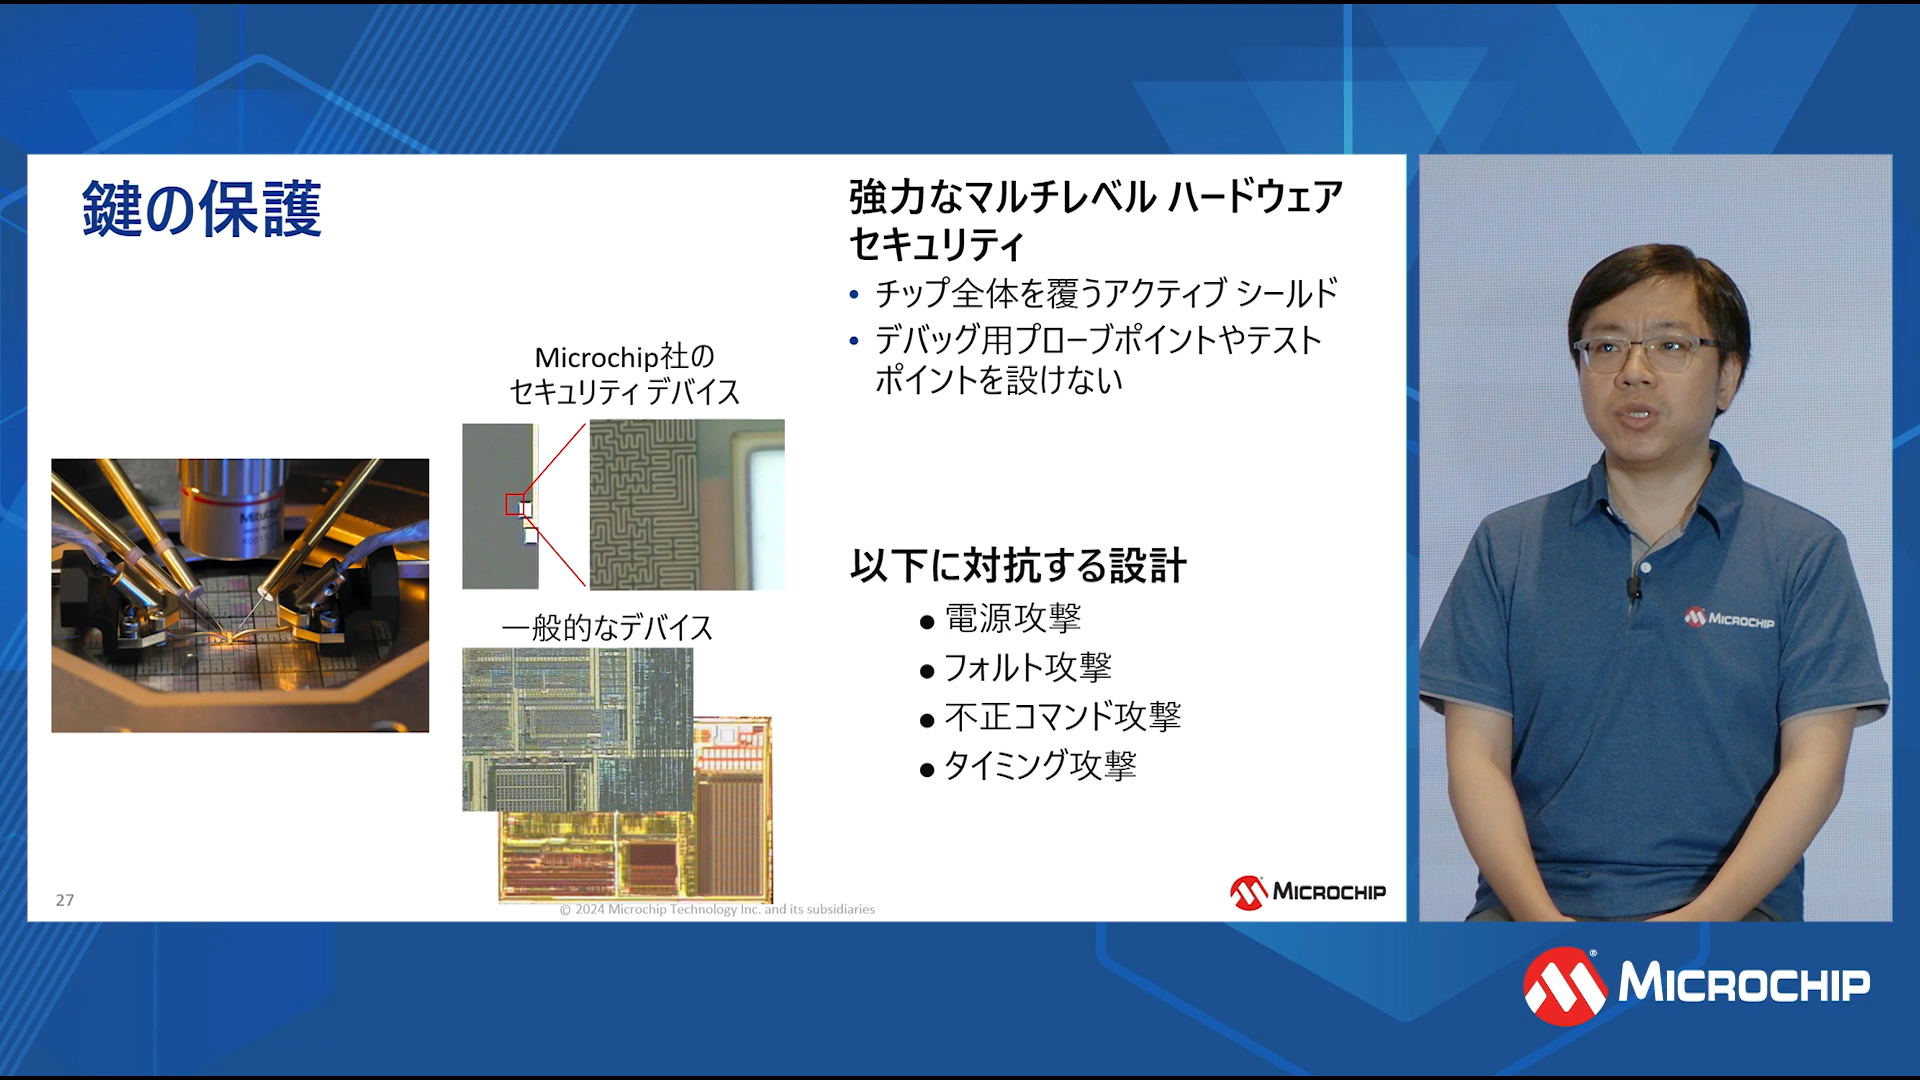 鍵の保護
強力なマルチレベル ハードウェア
セキュリティ
• チップ全体を覆うアクティブ シールド
• デバッグ用プローブポイントやテスト
ポイントを設けない
Microchip社の
セキュリティ デバイス
一般的なデバイス
以下に対抗する設計
● 電源攻撃
● フォルト攻撃
● 不正コマンド攻撃
● タイミング攻撃
27
© 2024 Microchip Technology Inc. and its subsidiaries
MICROCHIP
MICROCHIP
MICROCHIP